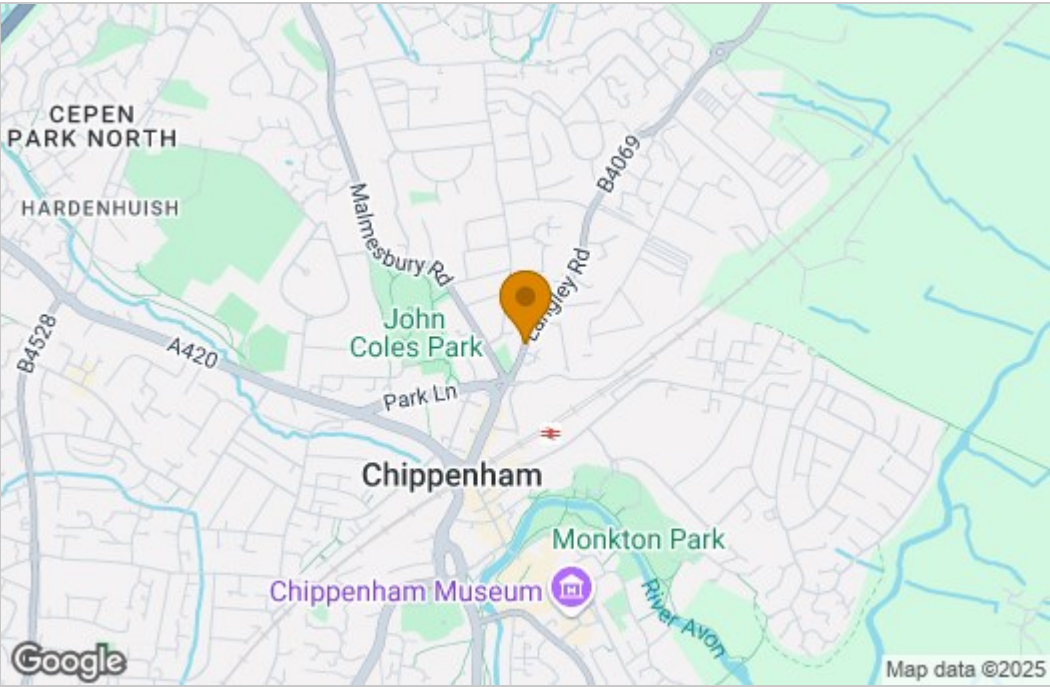 CEPEN
PARK NORTH
HARDENHUISH
B4069
Malmesbury Rd
Langley Rd
John
Coles Park
B4528
A420
Park Ln
Chippenham
Monkton Park
Chippenham Museum
River Avon
Google
Map data ©2025